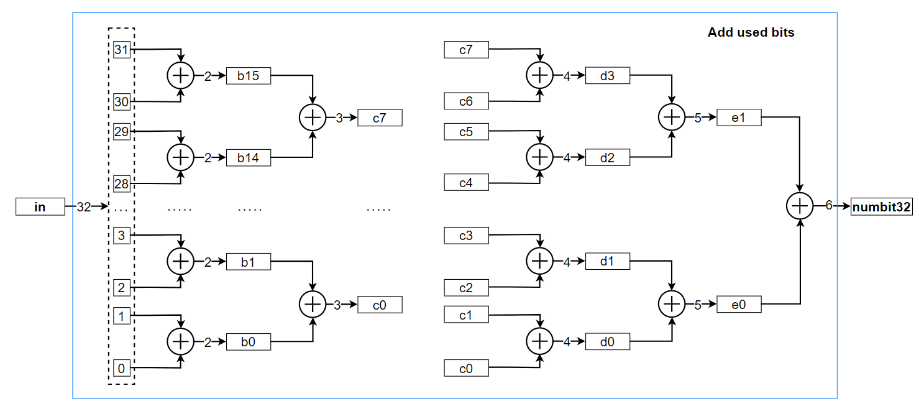 Add used bits
31
c7
2
b15
4
d3
30
c6
3
c7
5
e1
29
c5
2
b14
4
d2
28
c4
in
32
...
.....
.....
.....
6
numbit32
3
c3
2
b1
4
d1
2
c2
3
c0
5
e0
1
c1
2
b0
4
d0
0
c0